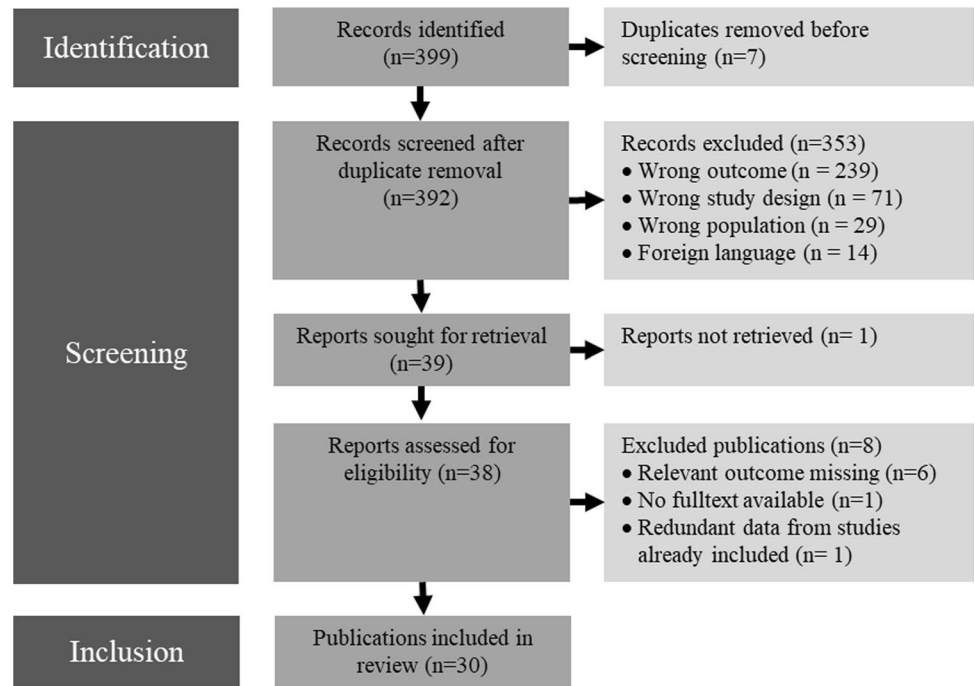 Identification
Records identified
(n=399)
Duplicates removed before
screening (n=7)
Screening
Records screened after
duplicate removal
(n=392)
Records excluded (n=353)
• Wrong outcome (n = 239)
• Wrong study design (n = 71)
• Wrong population (n = 29)
• Foreign language (n = 14)
Reports sought for retrieval
(n=39)
Reports not retrieved (n= 1)
Reports assessed for
eligibility (n=38)
Excluded publications (n=8)
• Relevant outcome missing (n=6)
• No fulltext available (n=1)
• Redundant data from studies
already included (n= 1)
Inclusion
Publications included in
review (n=30)